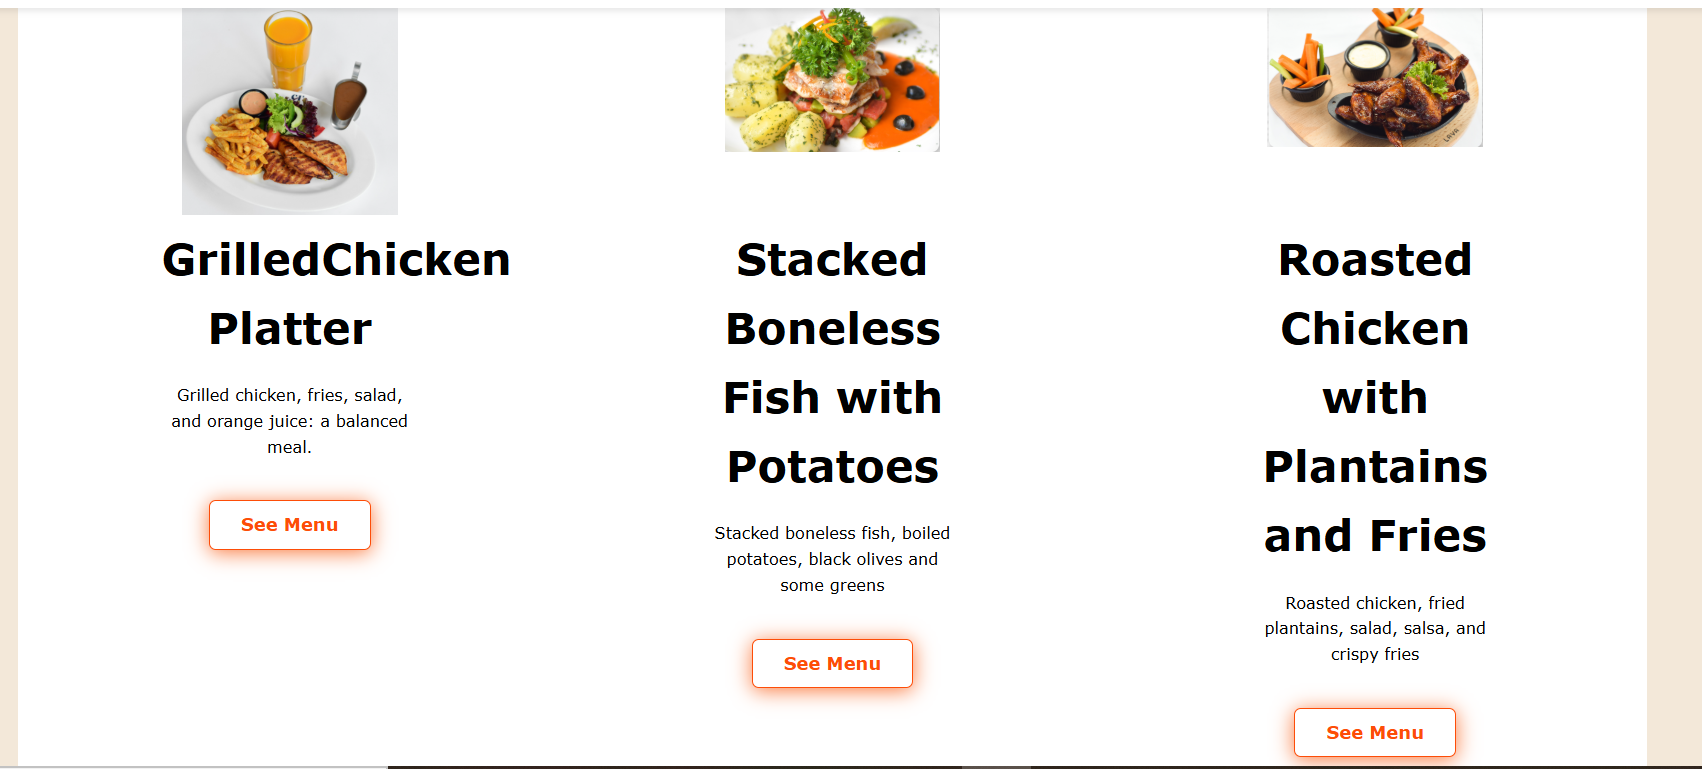 GrilledChicken
Platter
Grilled chicken, fries, salad,
and orange juice: a balanced
meal.
See Menu
Stacked
Boneless
Fish with
Potatoes
Stacked boneless fish, boiled
potatoes, black olives and
some greens
See Menu
Roasted
Chicken
with
Plantains
and Fries
Roasted chicken, fried
plantains, salad, salsa, and
crispy fries
See Menu